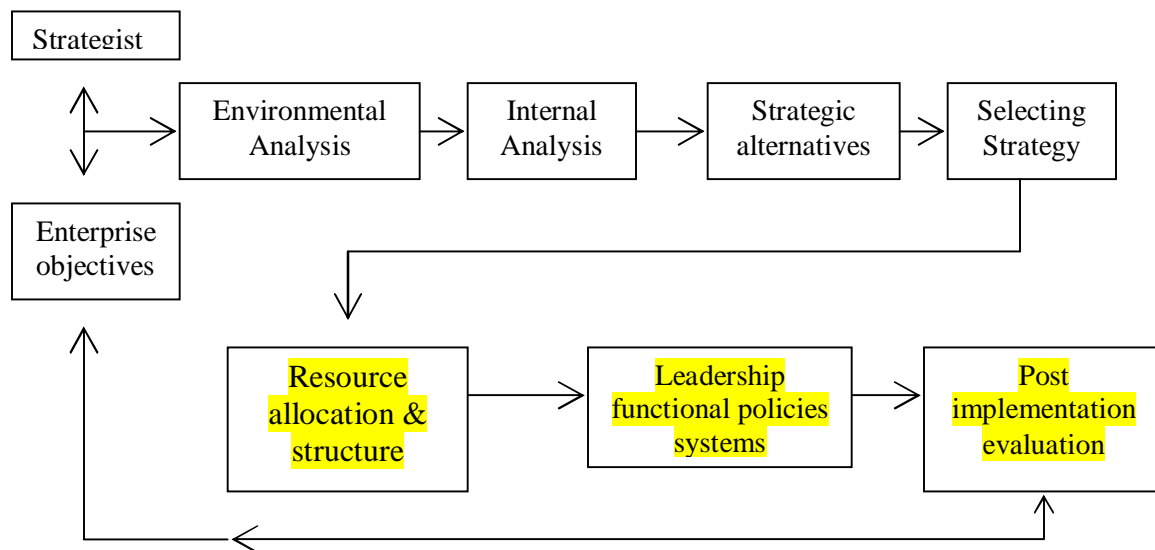 Strategist
Environmental
Analysis
Internal
Analysis
Strategic
alternatives
Selecting
Strategy
Enterprise
objectives
Resource
allocation &
structure
Leadership
functional policies
systems
Post
implementation
evaluation